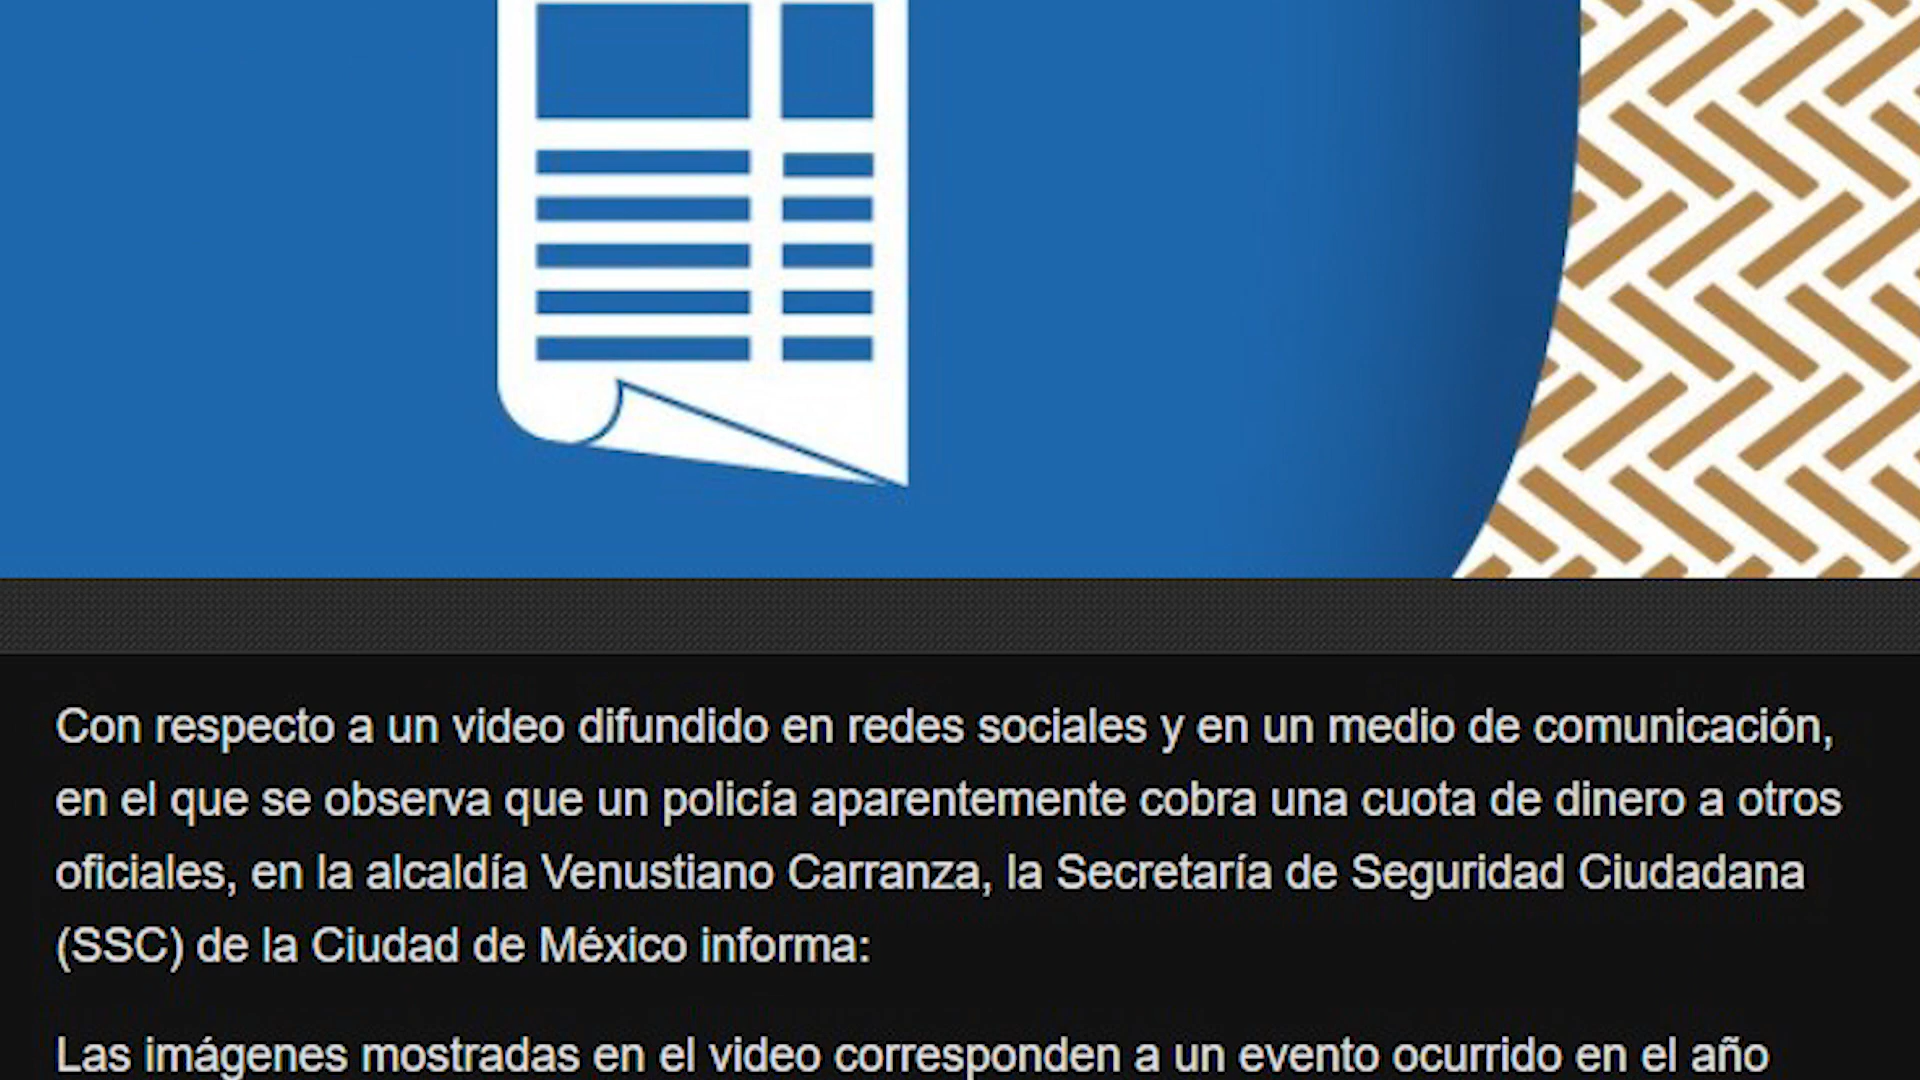 Con respecto a un video difundido en redes sociales y en un medio de comunicación,
en el que se observa que un policía aparentemente cobra una cuota de dinero a otros
oficiales, en la alcaldía Venustiano Carranza, la Secretaría de Seguridad Ciudadana
(SSC) de la Ciudad de México informa:
Las imágenes mostradas en el video corresponden a un evento ocurrido en el año